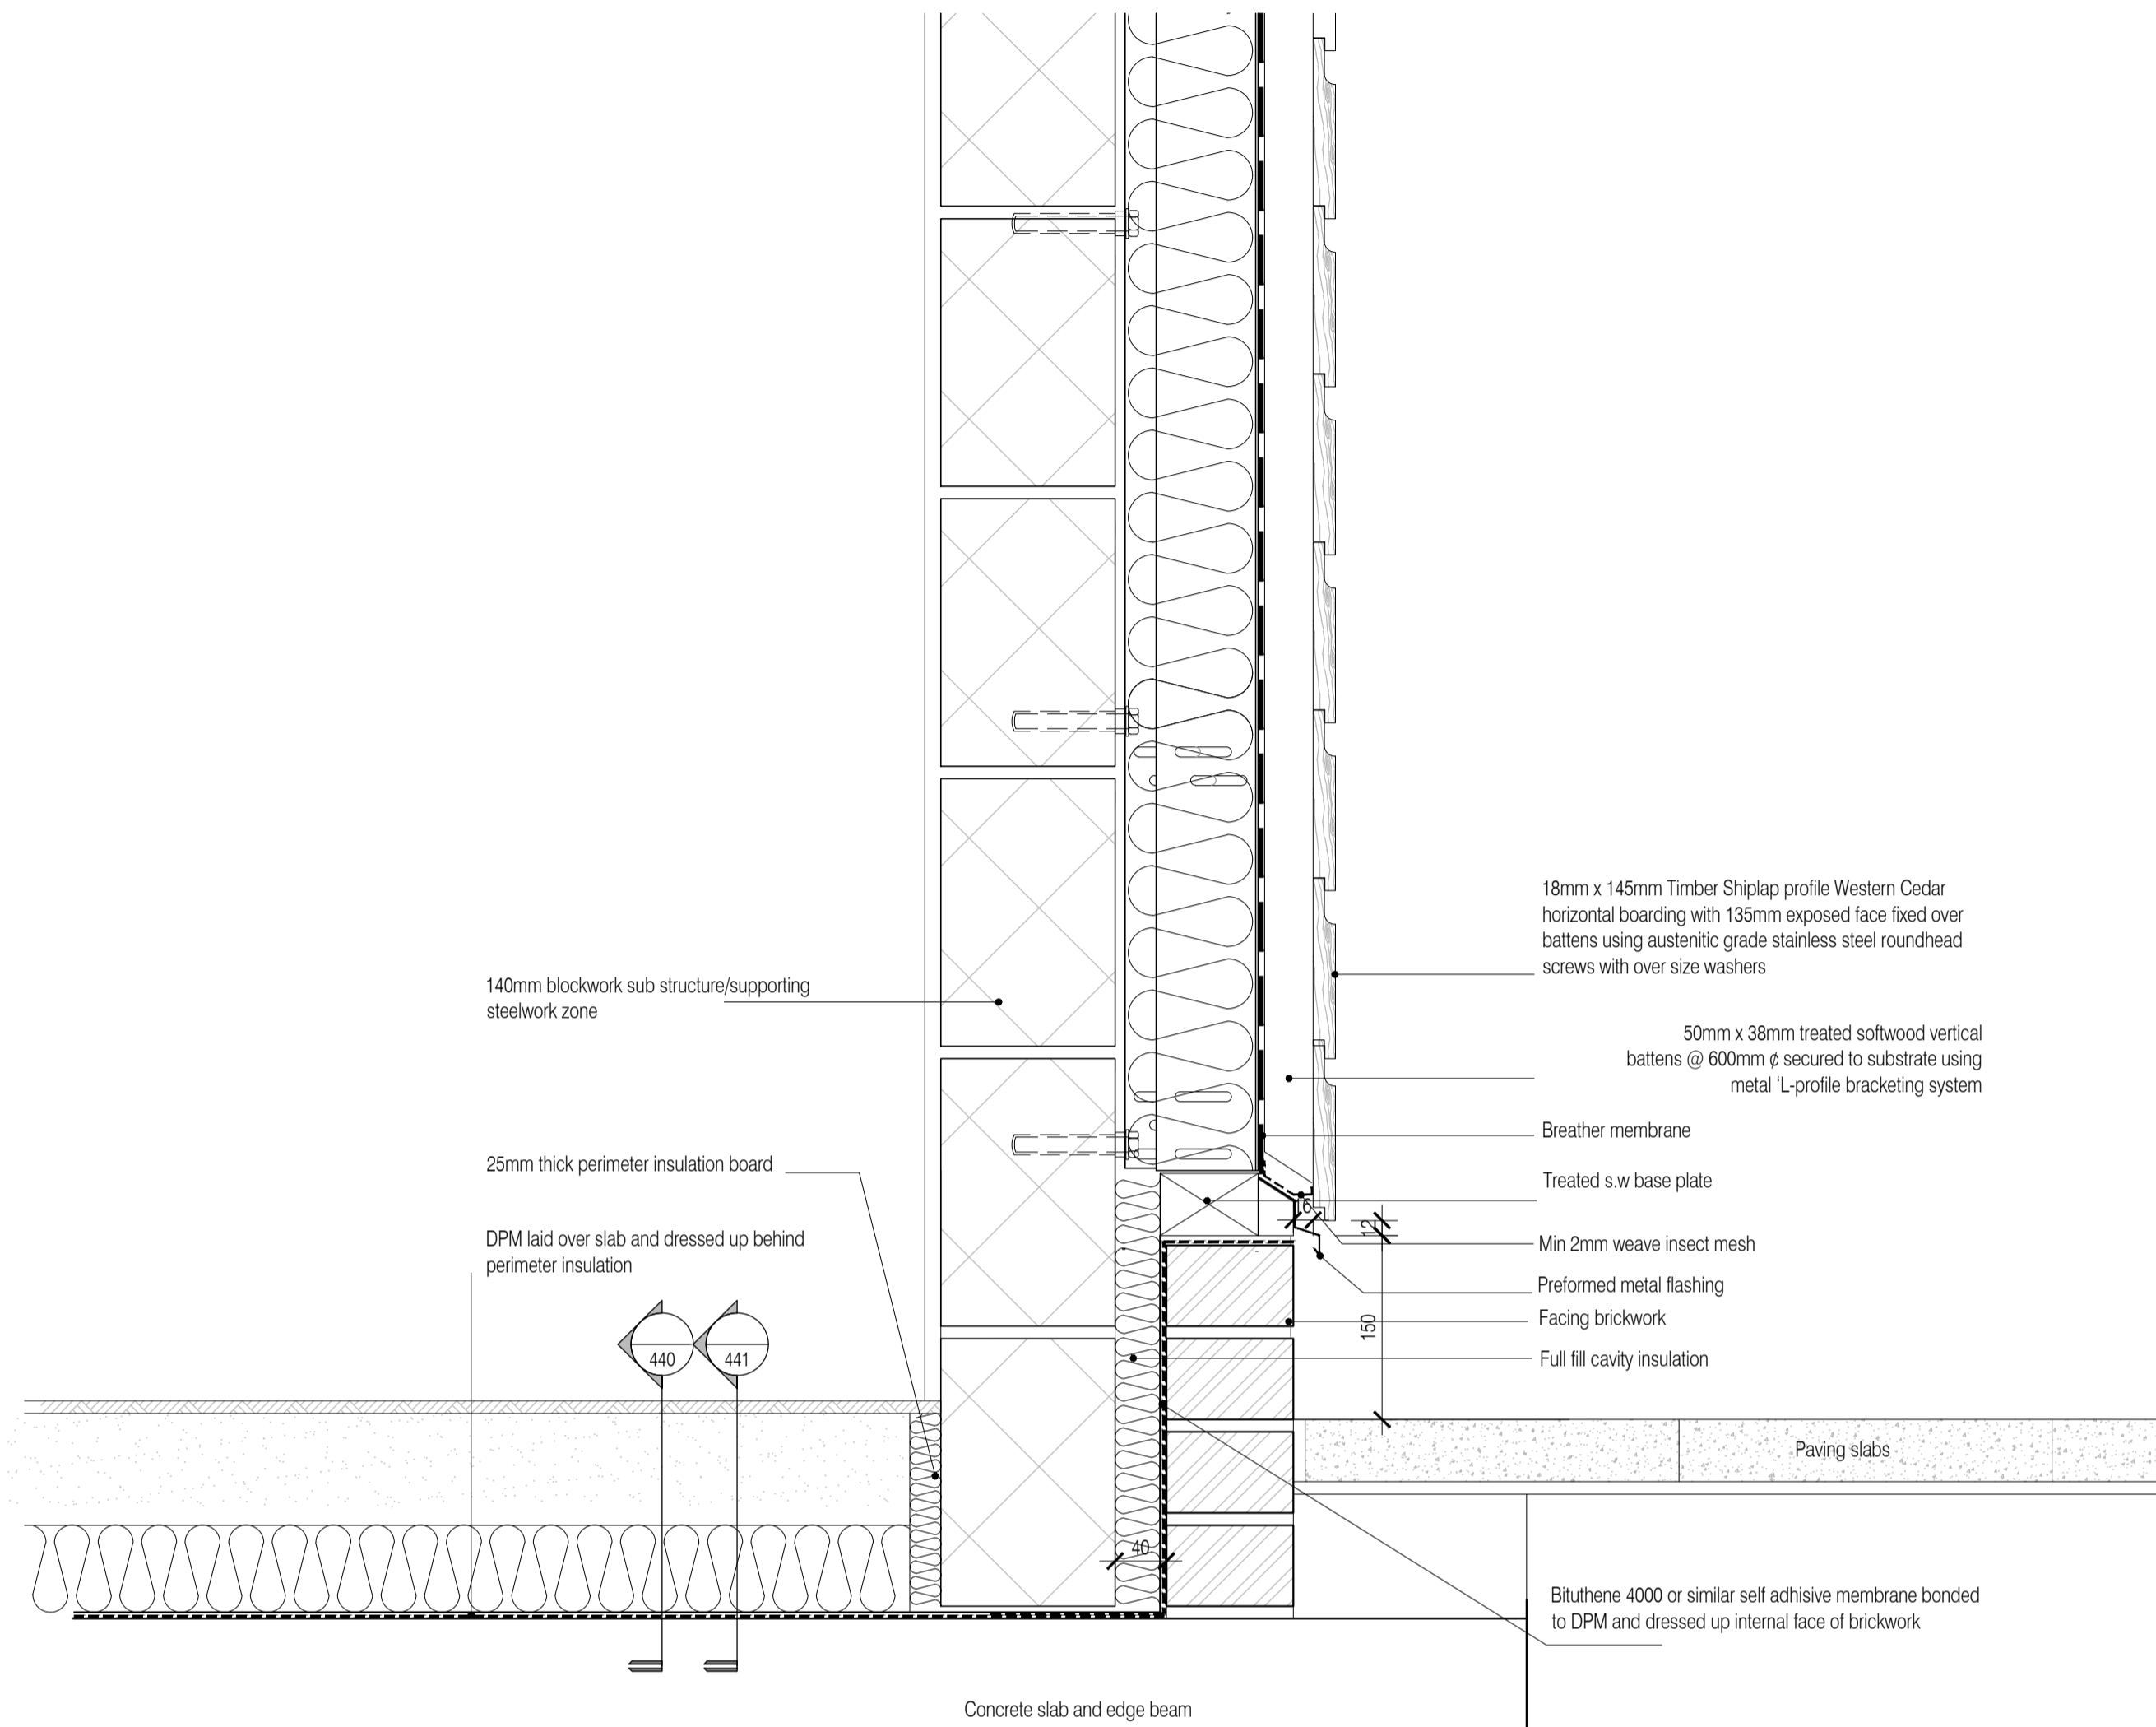 18mm x 145mm Timber Shiplap profile Western Cedar
horizontal boarding with 135mm exposed face fixed over
battens using austenitic grade stainless steel roundhead
screws with over size washers
140mm blockwork sub structure/supporting
steelwork zone
50mm x 38mm treated softwood vertical
battens @ 600mm ¢ secured to substrate using
metal 'L-profile bracketing system
Breather membrane
25mm thick perimeter insulation board
Treated s.w base plate
6
12
DPM laid over slab and dressed up behind
perimeter insulation
Min 2mm weave insect mesh
Preformed metal flashing
Facing brickwork
150
440
441
Full fill cavity insulation
Paving slabs
40
Bituthene 4000 or similar self adhisive membrane bonded
to DPM and dressed up internal face of brickwork
Concrete slab and edge beam